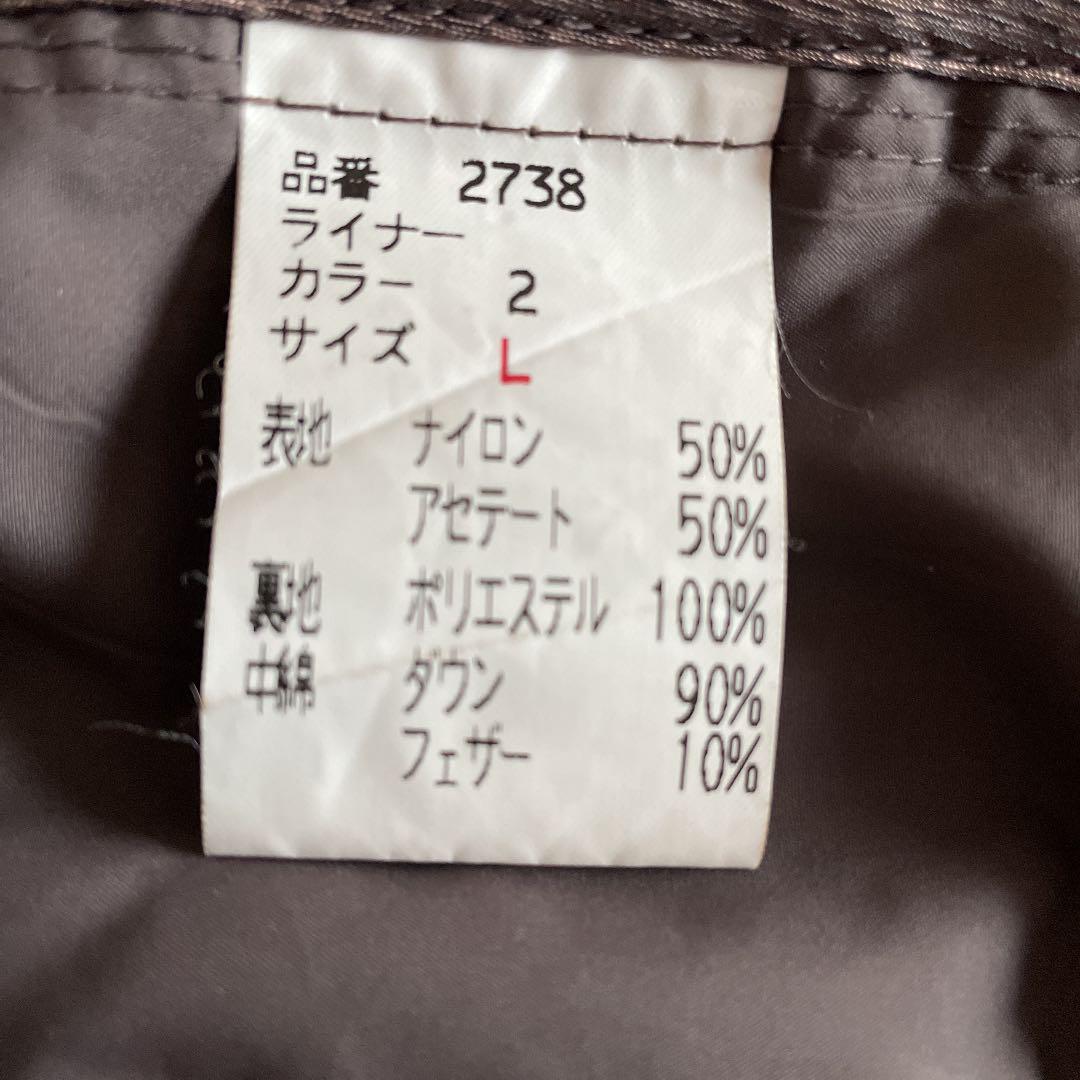 品番 2738
ライナー
カラー 2
サイズ L
表地 ナイロン 50%
アセテート 50%
裏地 ポリエステル 100%
中綿 ダウン 90%
フェザー 10%